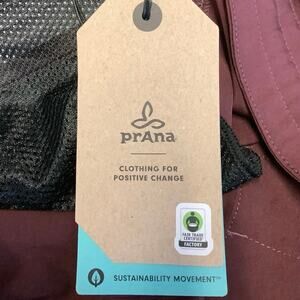 prAna
CLOTHING FOR
POSITIVE CHANGE
FAIR TRADE
CERTIFIED
FACTORY
SUSTAINABILITY MOVEMENT™